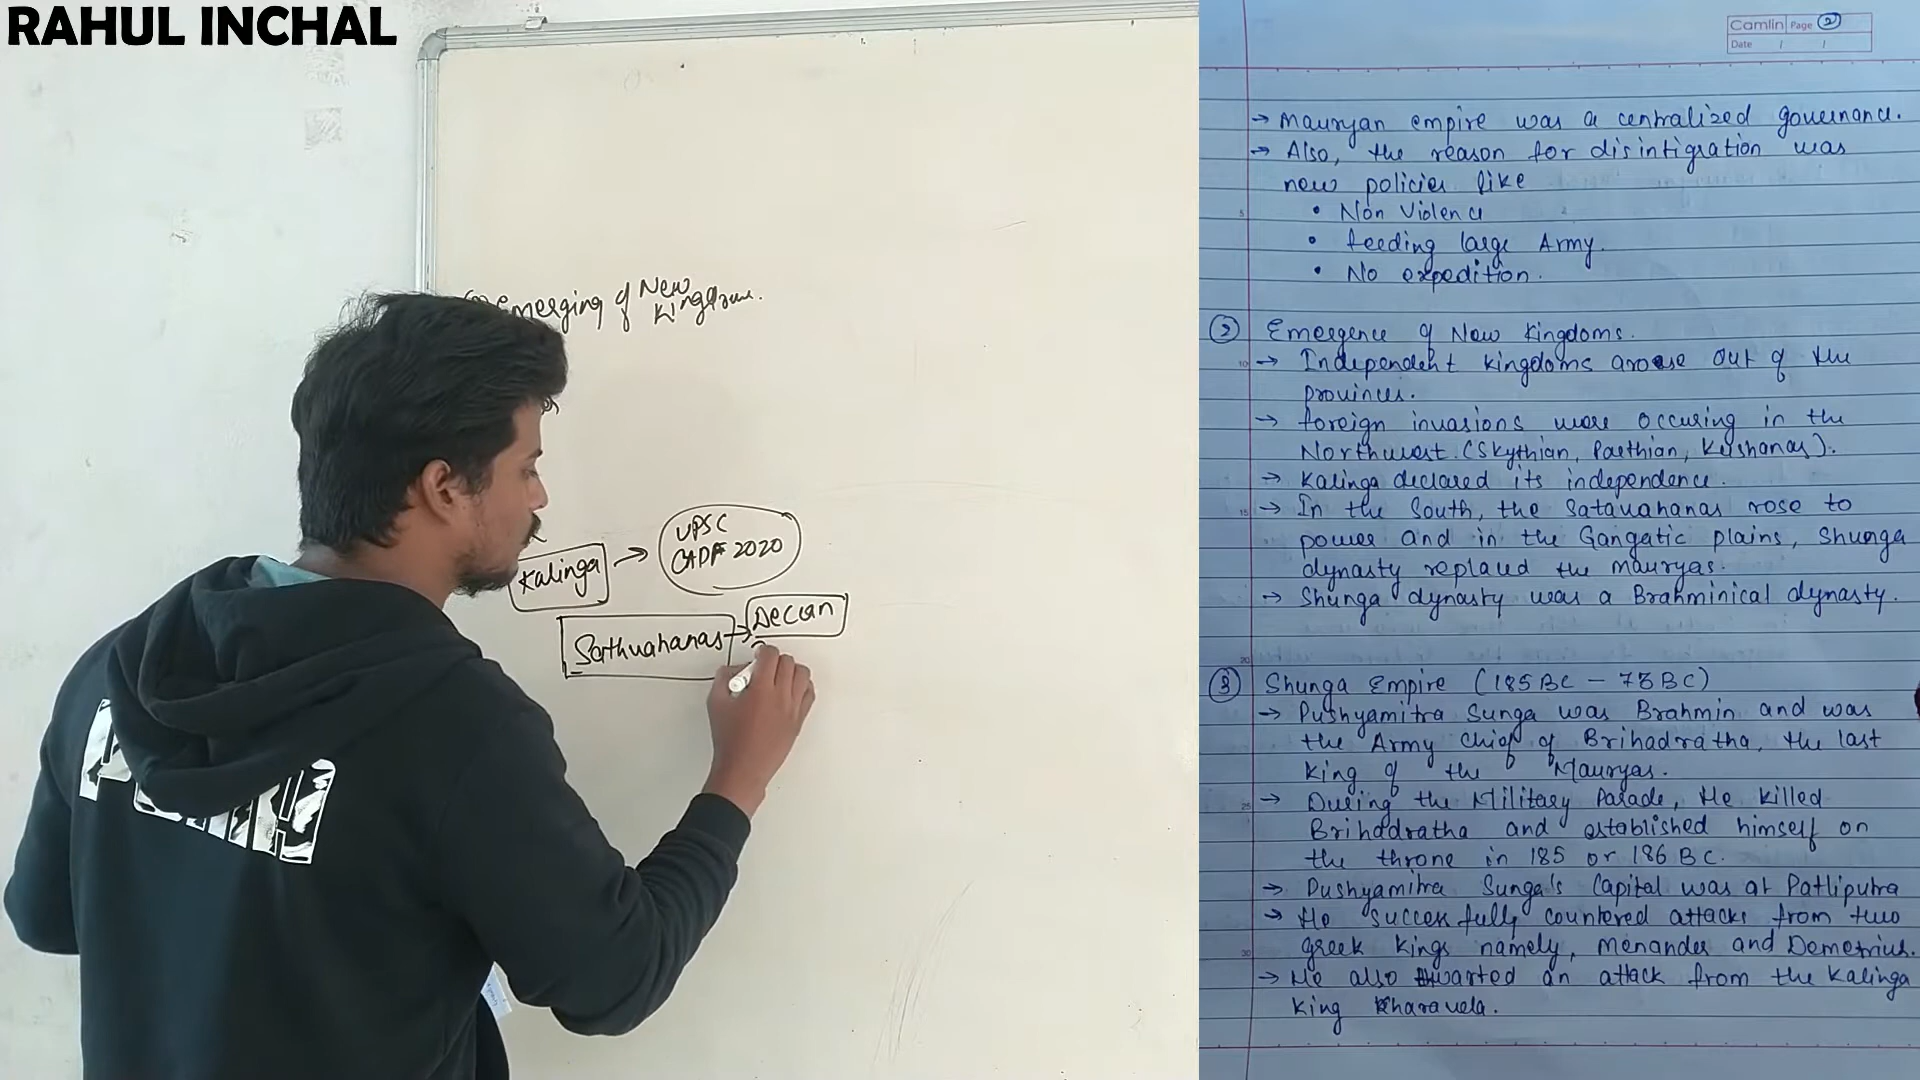 RAHUL INCHAL
Emerging of New
Kingdoms.
Kalinga →
UPSC
CAPF 2020
Sathvahanas →
Deccan
Camlin Page 2
Date / /
→ Mauryan empire was a centralized governance.
→ Also, the reason for disintigration was
new policies like
• Non Violence
• feeding large Army.
• No expedition.
② Emergence of New Kingdoms.
→ Independent kingdoms arose out of the
provinces.
→ foreign invasions were occuring in the
Northwest. (Skythian, Parthian, Kushanas).
→ Kalinga declared its independence.
→ In the South, the Satavahanas rose to
power and in the Gangatic plains, Shunga
dynasty replaced the mauryas.
→ Shunga dynasty was a Brahminical dynasty.
③ Shunga Empire (185 BC - 73 BC)
→ Pushyamitra Sunga was Brahmin and was
the Army chief of Brihadratha, the last
King of the Mauryas.
→ During the Military Parade, He killed
Brihadratha and established himself on
the throne in 185 or 186 BC.
→ Pushyamitra Sunga's Capital was at Patliputra
→ He successfully countered attacks from two
greek kings namely, Menander and Demetrius.
→ He also thwarted an attack from the Kalinga
King Kharavela.